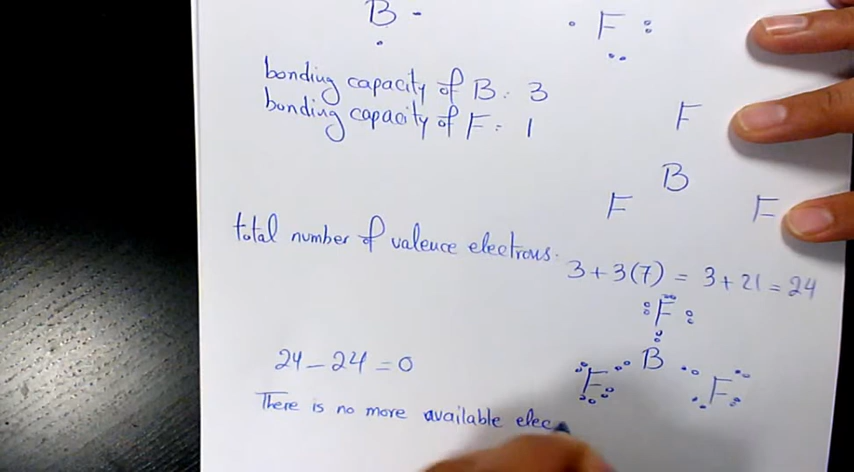 B
F
bonding capacity of B: 3
bonding capacity of F: 1
F
B
F F
total number of valence electrons.
3 + 3(7) = 3 + 21 = 24
F
B
F F
24 - 24 = 0
There is no more available elec